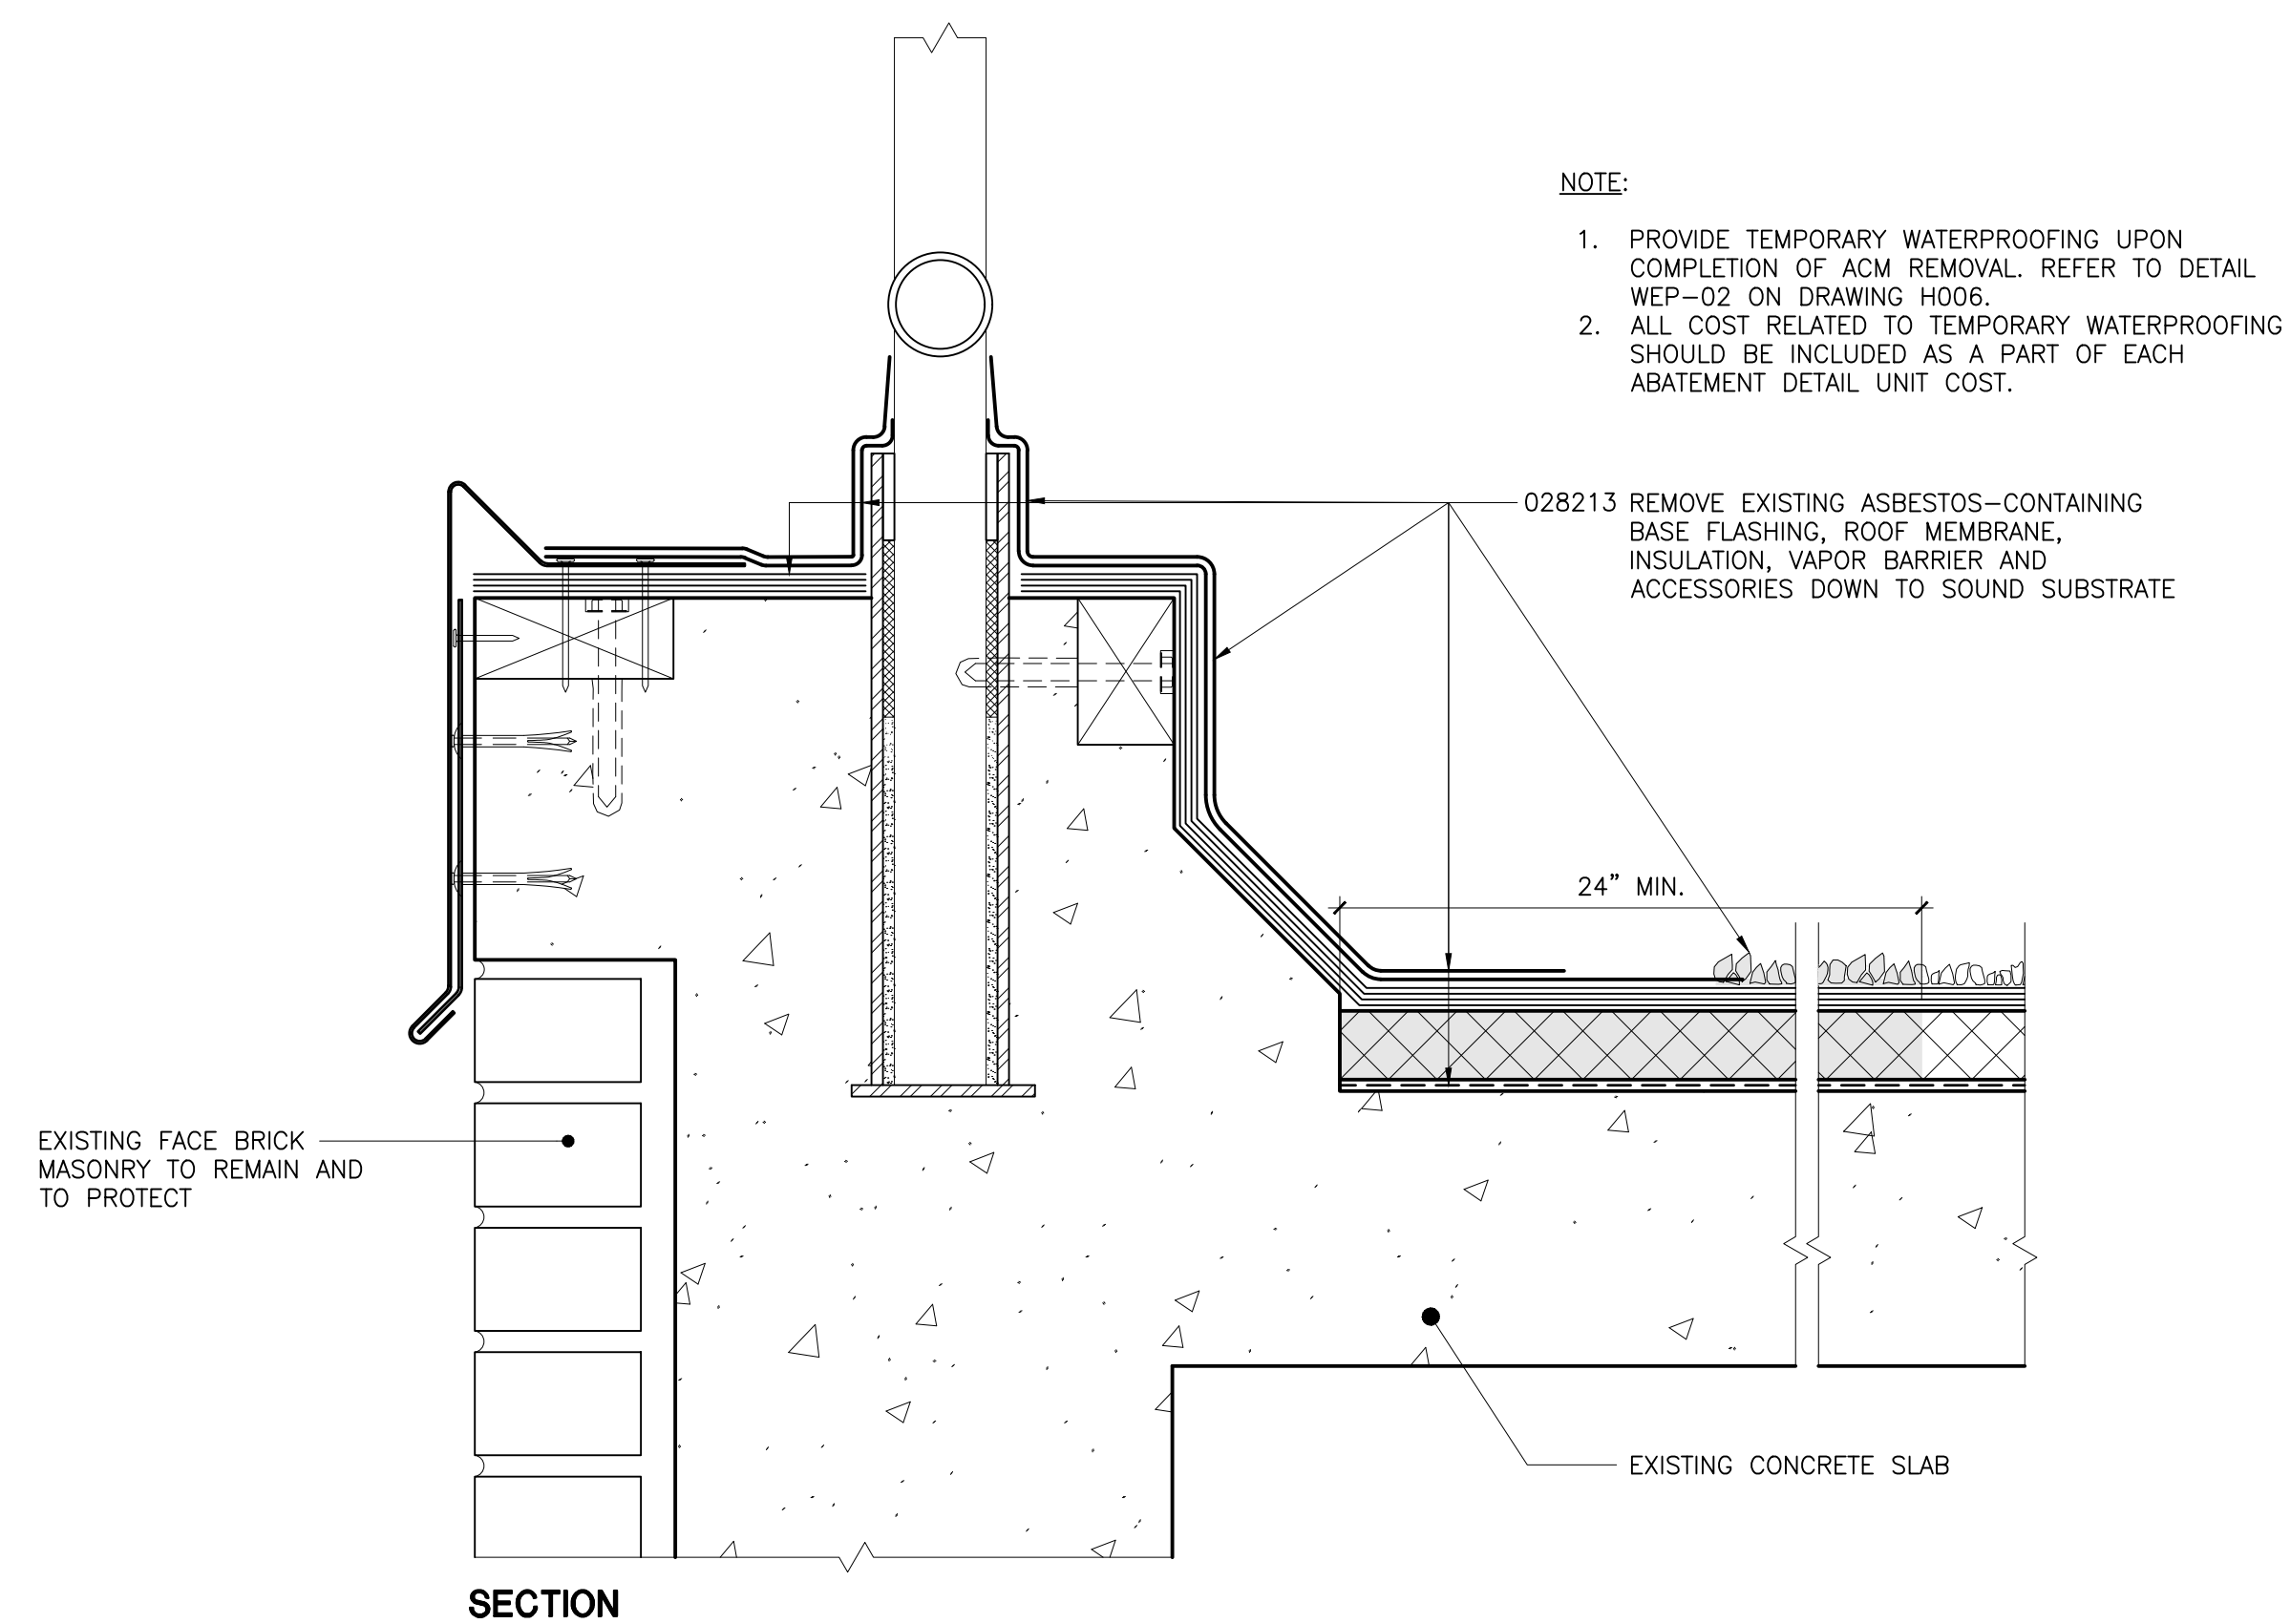 NOTE:
1. PROVIDE TEMPORARY WATERPROOFING UPON
COMPLETION OF ACM REMOVAL. REFER TO DETAIL
WEP-02 ON DRAWING H006.
2. ALL COST RELATED TO TEMPORARY WATERPROOFING
SHOULD BE INCLUDED AS A PART OF EACH
ABATEMENT DETAIL UNIT COST.
028213 REMOVE EXISTING ASBESTOS-CONTAINING
BASE FLASHING, ROOF MEMBRANE,
INSULATION, VAPOR BARRIER AND
ACCESSORIES DOWN TO SOUND SUBSTRATE
24" MIN.
EXISTING FACE BRICK
MASONRY TO REMAIN AND
TO PROTECT
EXISTING CONCRETE SLAB
SECTION